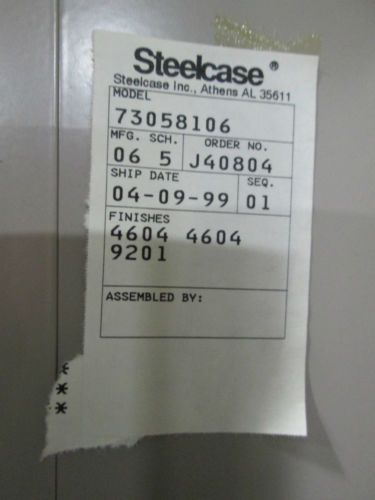 Steelcase®
Steelcase Inc., Athens AL 35611
MODEL
73058106
MFG. SCH. ORDER NO.
06 5 J40804
SHIP DATE SEQ.
04-09-99 01
FINISHES
4604 4604
9201
ASSEMBLED BY:
*
*
*